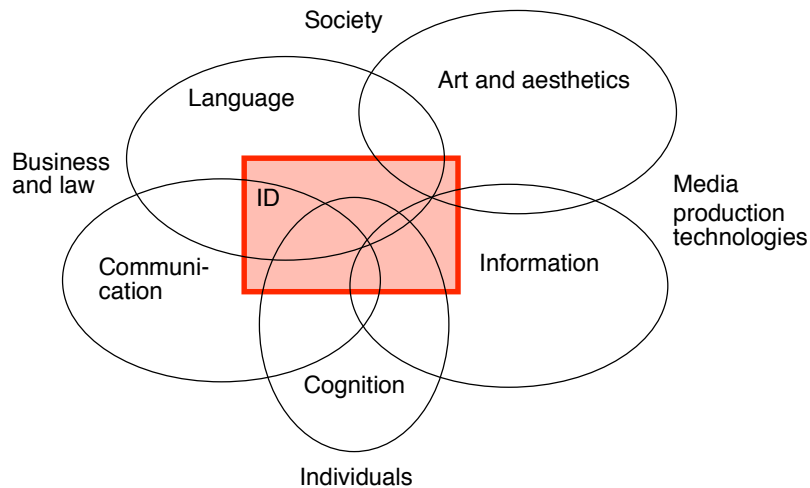 Society
Art and aesthetics
Language
Business
and law
ID
Media
production
technologies
Communi-
cation
Information
Cognition
Individuals